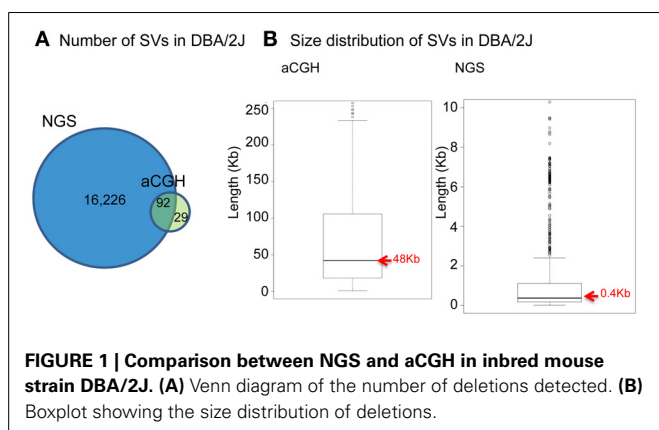 A Number of SVs in DBA/2J
B Size distribution of SVs in DBA/2J
aCGH
NGS
NGS
aCGH
16,226
92
29
Length (Kb)
250
200
150
100
50
0
48Kb
Length (Kb)
10
8
6
4
2
0
0.4Kb
FIGURE 1 | Comparison between NGS and aCGH in inbred mouse
strain DBA/2J. (A) Venn diagram of the number of deletions detected. (B)
Boxplot showing the size distribution of deletions.